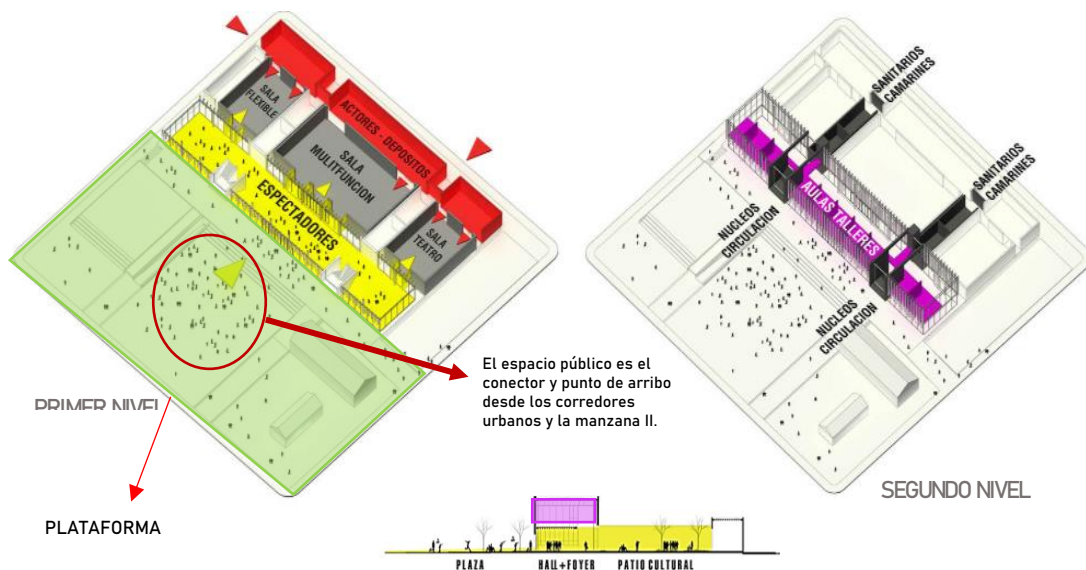 SALA
FLEXIBLE
ACTORES - DEPOSITOS
SALA
MULITFUNCION
ESPECTADORES
SALA
TEATRO
PRIMER NIVEL
PLATAFORMA
El espacio público es el
conector y punto de arribo
desde los corredores
urbanos y la manzana II.
SANITARIOS
CAMARINES
SANITARIOS
CAMARINES
AULAS TALLERES
NUCLEOS
CIRCULACION
NUCLEOS
CIRCULACION
SEGUNDO NIVEL
PLAZA
HALL+FOYER
PATIO CULTURAL